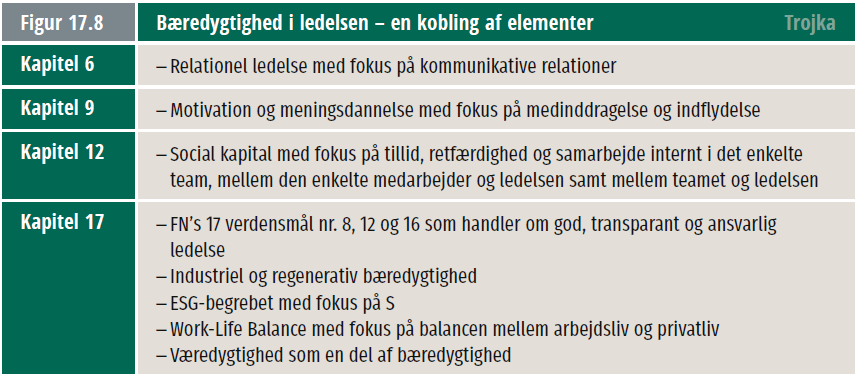 Figur 17.8 Bæredygtighed i ledelsen – en kobling af elementer Trojka
Kapitel 6 – Relationel ledelse med fokus på kommunikative relationer
Kapitel 9 – Motivation og meningsdannelse med fokus på medinddragelse og indflydelse
Kapitel 12 – Social kapital med fokus på tillid, retfærdighed og samarbejde internt i det enkelte
team, mellem den enkelte medarbejder og ledelsen samt mellem teamet og ledelsen
Kapitel 17 – FN's 17 verdensmål nr. 8, 12 og 16 som handler om god, transparant og ansvarlig
ledelse
– Industriel og regenerativ bæredygtighed
– ESG-begrebet med fokus på S
– Work-Life Balance med fokus på balancen mellem arbejdsliv og privatliv
– Væredygtighed som en del af bæredygtighed